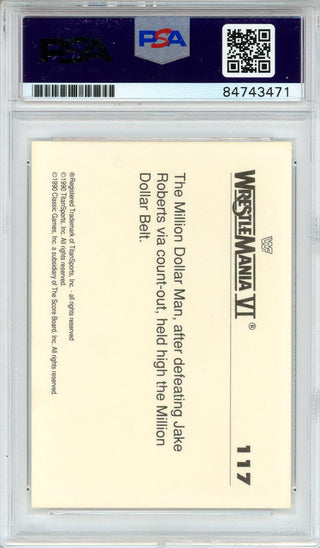 PSA
PSA
84743471
WF
WRESTLEMANIA VI®
117
The Million Dollar Man, after defeating Jake
Roberts via count-out, held high the Million
Dollar Belt.
®Registered Trademark of TitanSports, Inc. - all rights reserved
©1990 TitanSports, Inc. All rights reserved.
©1990 Classic Games, Inc. a subsidiary of The Score Board, Inc. All rights reserved.